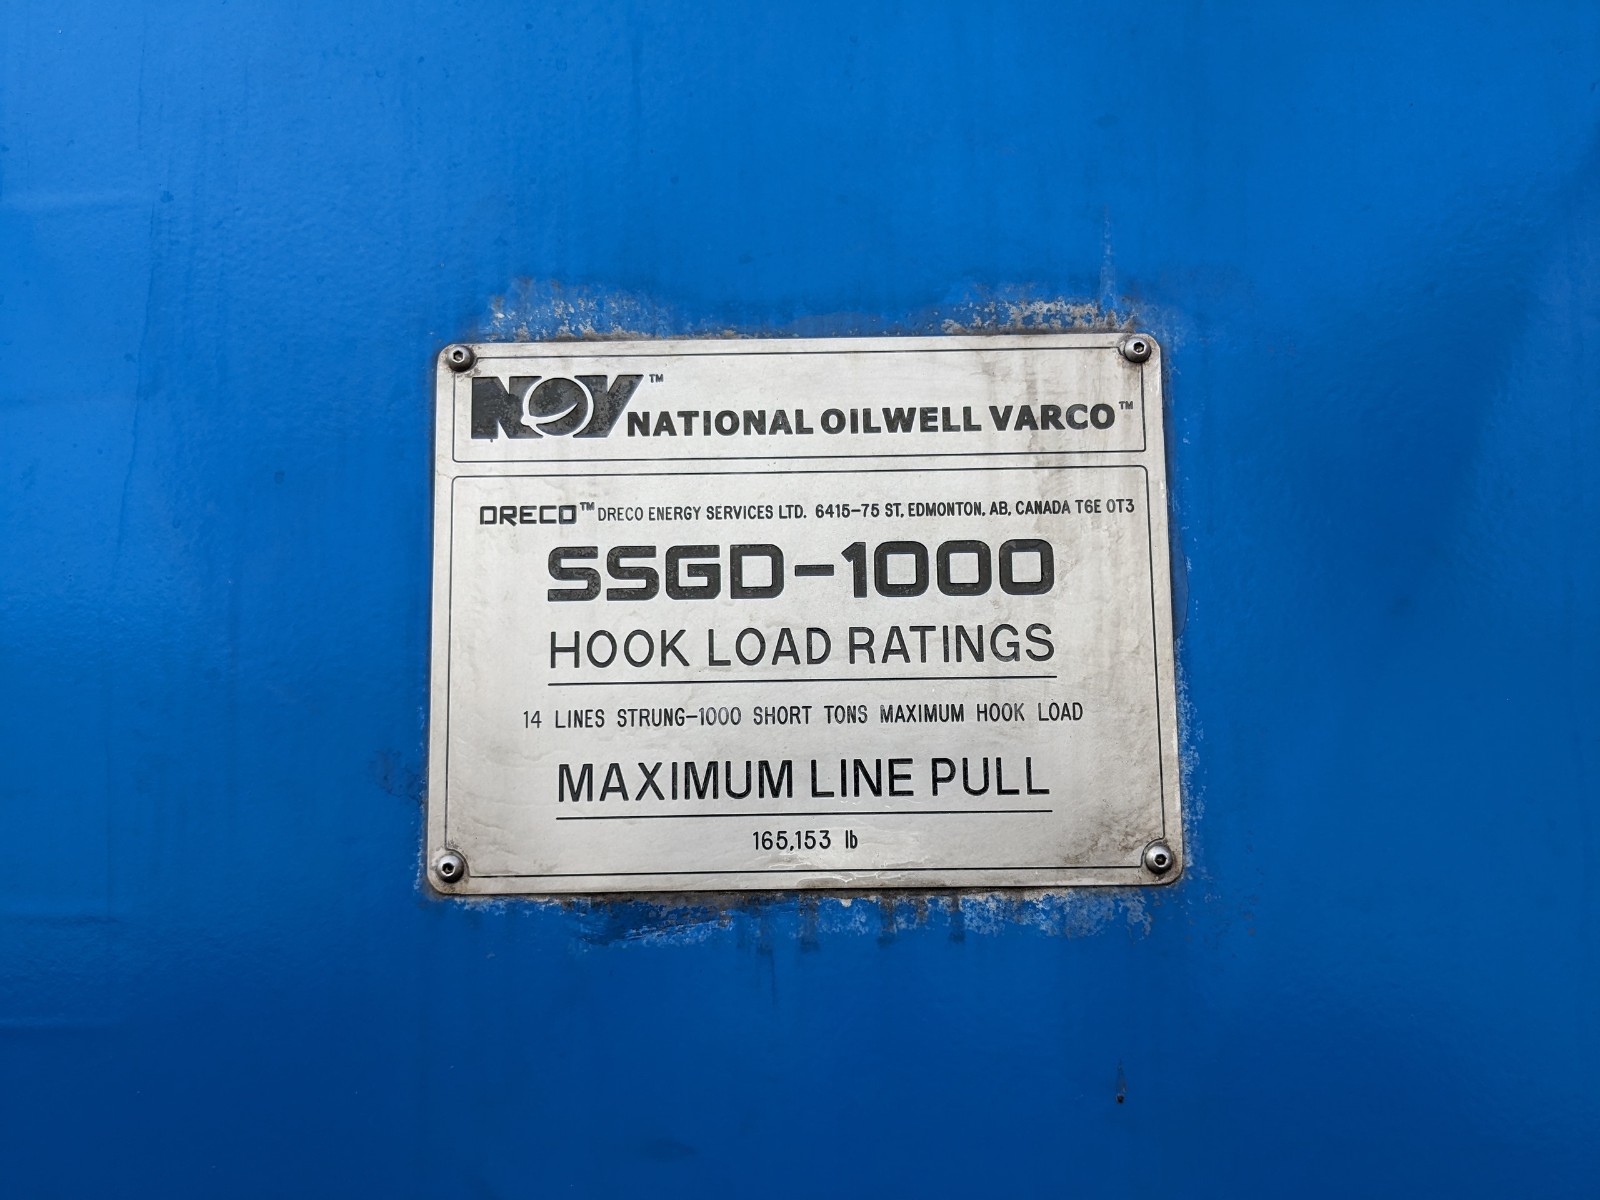 NOV™ NATIONAL OILWELL VARCO™
DRECO™ DRECO ENERGY SERVICES LTD. 6415-75 ST, EDMONTON, AB, CANADA T6E 0T3
SSGD-1000
HOOK LOAD RATINGS
14 LINES STRUNG-1000 SHORT TONS MAXIMUM HOOK LOAD
MAXIMUM LINE PULL
165,153 lb